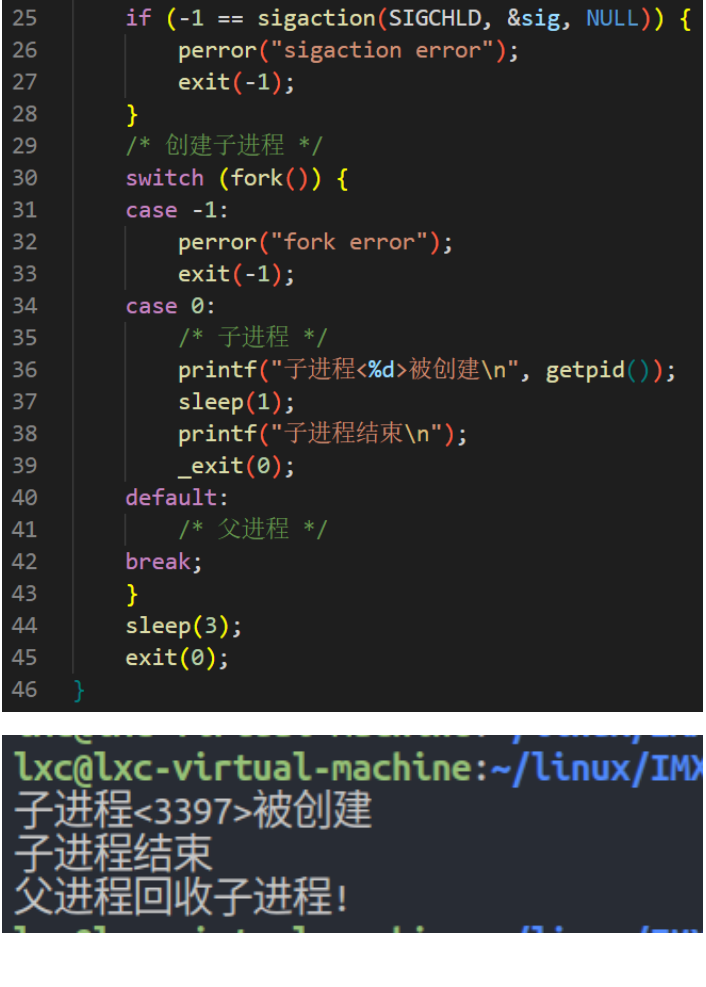 25 if (-1 == sigaction(SIGCHLD, &sig, NULL)) {
26 perror("sigaction error");
27 exit(-1);
28 }
29 /* 创建子进程 */
30 switch (fork()) {
31 case -1:
32 perror("fork error");
33 exit(-1);
34 case 0:
35 /* 子进程 */
36 printf("子进程<%d>被创建\n", getpid());
37 sleep(1);
38 printf("子进程结束\n");
39 _exit(0);
40 default:
41 /* 父进程 */
42 break;
43 }
44 sleep(3);
45 exit(0);
46 }
lxc@lxc-virtual-machine:~/linux/IMX
子进程<3397>被创建
子进程结束
父进程回收子进程!